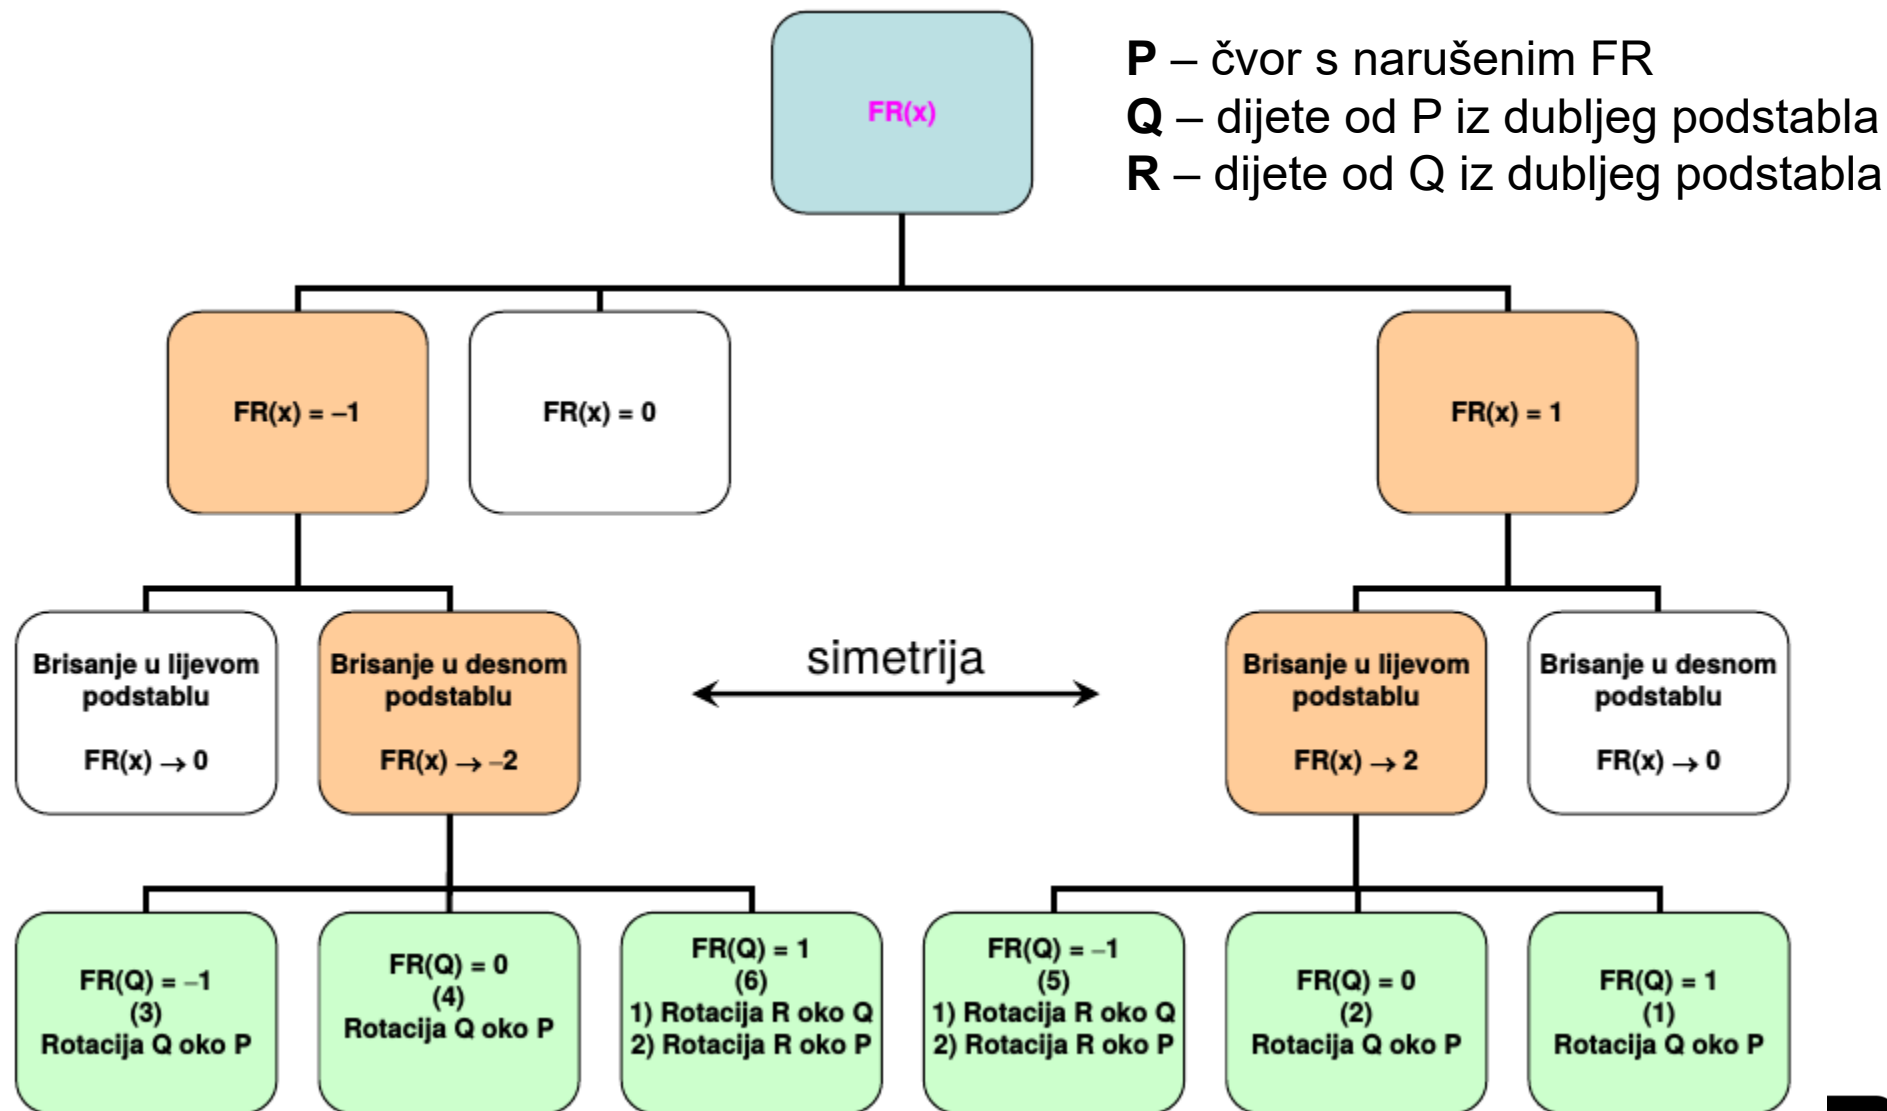 FR(x)
P – čvor s narušenim FR
Q – dijete od P iz dubljeg podstabla
R – dijete od Q iz dubljeg podstabla
FR(x) = –1
FR(x) = 0
FR(x) = 1
Brisanje u lijevom
podstablu
FR(x) → 0
Brisanje u desnom
podstablu
FR(x) → –2
simetrija
Brisanje u lijevom
podstablu
FR(x) → 2
Brisanje u desnom
podstablu
FR(x) → 0
FR(Q) = –1
(3)
Rotacija Q oko P
FR(Q) = 0
(4)
Rotacija Q oko P
FR(Q) = 1
(6)
1) Rotacija R oko Q
2) Rotacija R oko P
FR(Q) = –1
(5)
1) Rotacija R oko Q
2) Rotacija R oko P
FR(Q) = 0
(2)
Rotacija Q oko P
FR(Q) = 1
(1)
Rotacija Q oko P